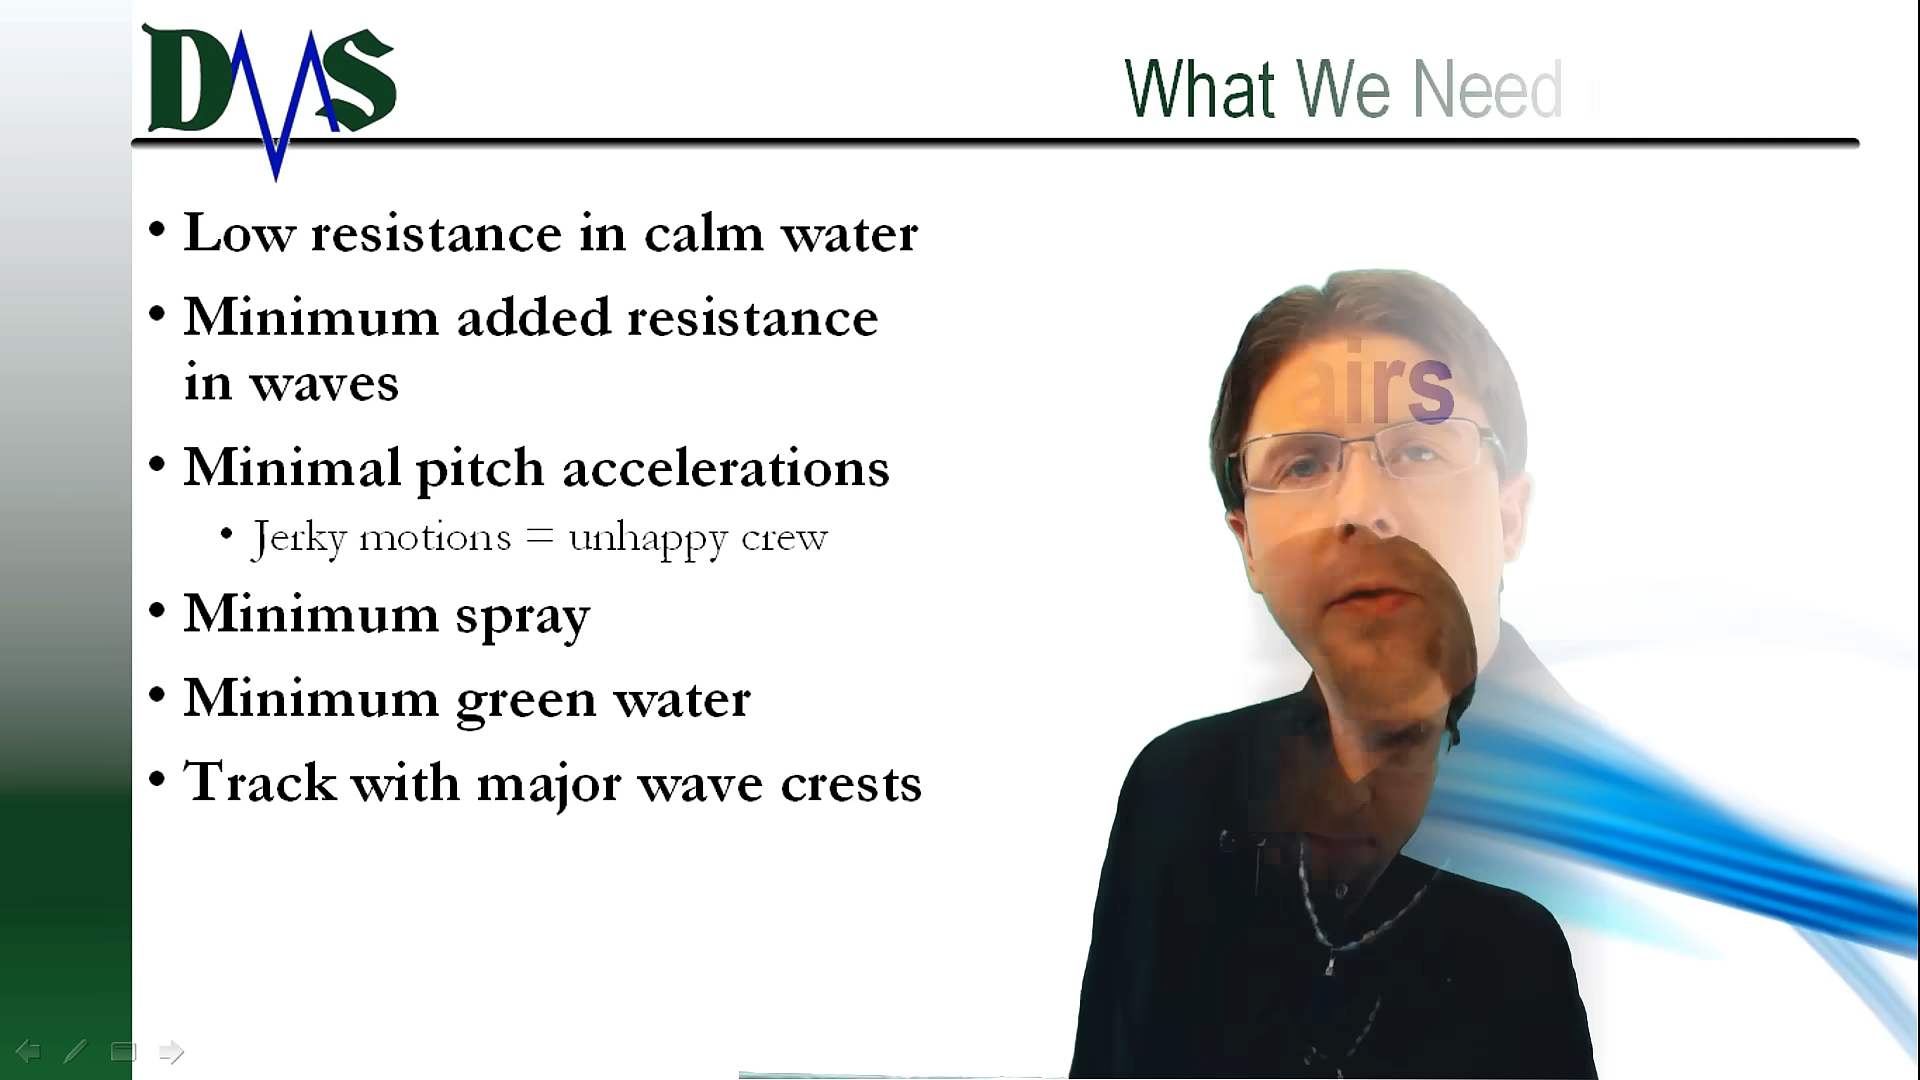 DMS
What We Need
• Low resistance in calm water
• Minimum added resistance
in waves
• Minimal pitch accelerations
• Jerky motions = unhappy crew
• Minimum spray
• Minimum green water
• Track with major wave crests
airs